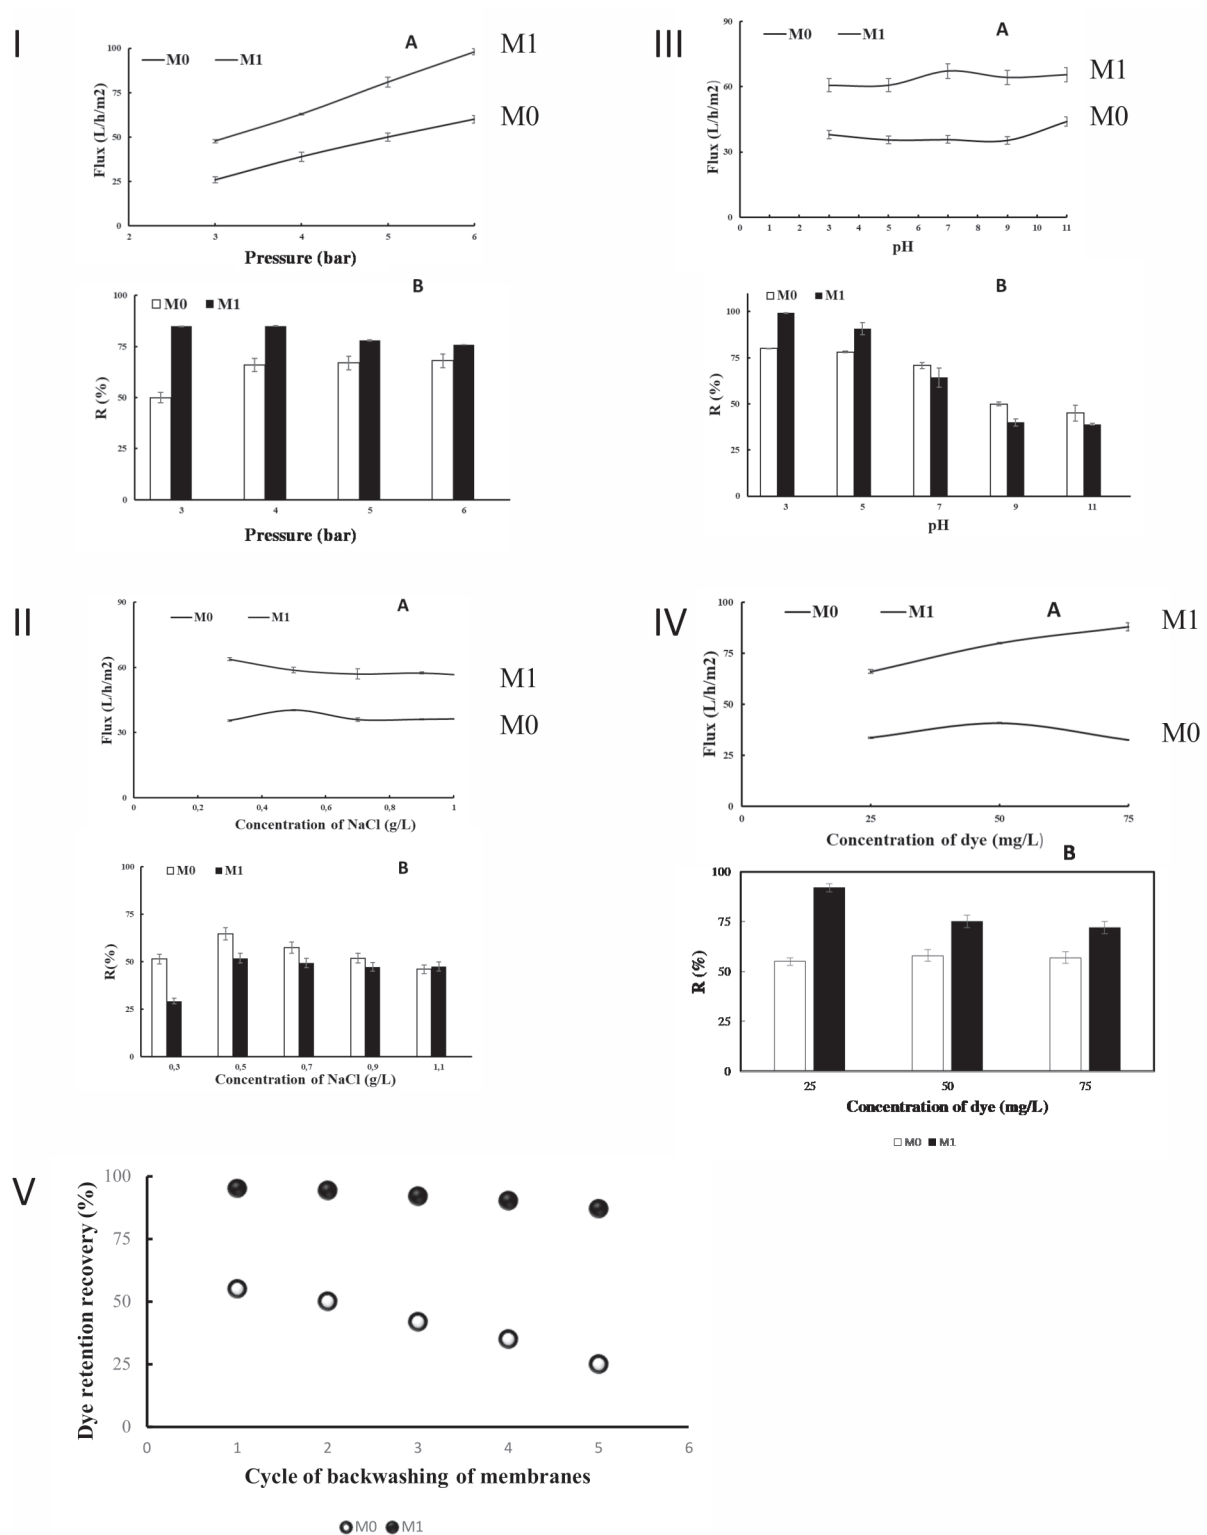 I
A
M0 M1
100
75
50
25
0
Flux (L/h/m2)
2 3 4 5 6
Pressure (bar)
M1
M0
B
M0 M1
100
75
50
25
0
R (%)
3 4 5 6
Pressure (bar)
III
A
M0 M1
90
60
30
0
Flux (L/h/m2)
0 1 2 3 4 5 6 7 8 9 10 11
pH
M1
M0
B
M0 M1
100
75
50
25
0
R (%)
3 5 7 9 11
pH
II
A
M0 M1
90
60
30
0
Flux (L/h/m2)
0 0,2 0,4 0,6 0,8 1
Concentration of NaCl (g/L)
M1
M0
B
M0 M1
100
75
50
25
0
R(%)
0,3 0,5 0,7 0,9 1,1
Concentration of NaCl (g/L)
IV
A
M0 M1
100
75
50
25
0
Flux (L/h/m2)
0 25 50 75
Concentration of dye (mg/L)
M1
M0
B
100
75
50
25
0
R (%)
25 50 75
Concentration of dye (mg/L)
M0 M1
V
100
75
50
25
0
Dye retention recovery (%)
0 1 2 3 4 5 6
Cycle of backwashing of membranes
M0 M1